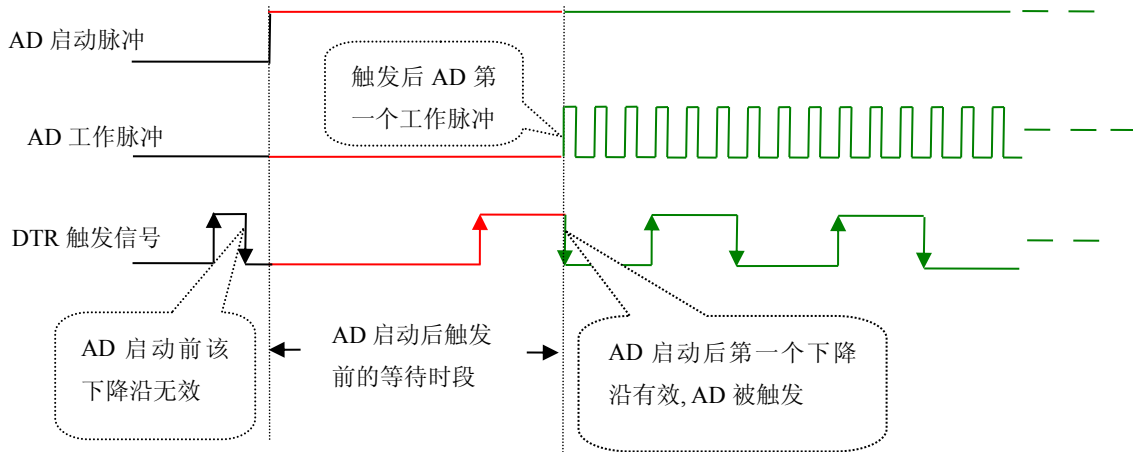 AD 启动脉冲
触发后 AD 第
一个工作脉冲
AD 工作脉冲
DTR 触发信号
AD 启动前该
下降沿无效
AD 启动后触发
前的等待时段
AD 启动后第一个下降
沿有效, AD 被触发